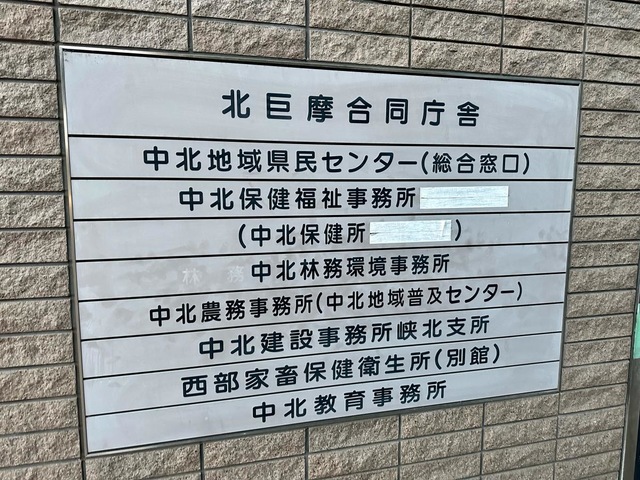 北巨摩合同庁舎
中北地域県民センター(総合窓口)
中北保健福祉事務所
(中北保健所 )
中北林務環境事務所
中北農務事務所(中北地域普及センター)
中北建設事務所峡北支所
西部家畜保健衛生所(別館)
中北教育事務所